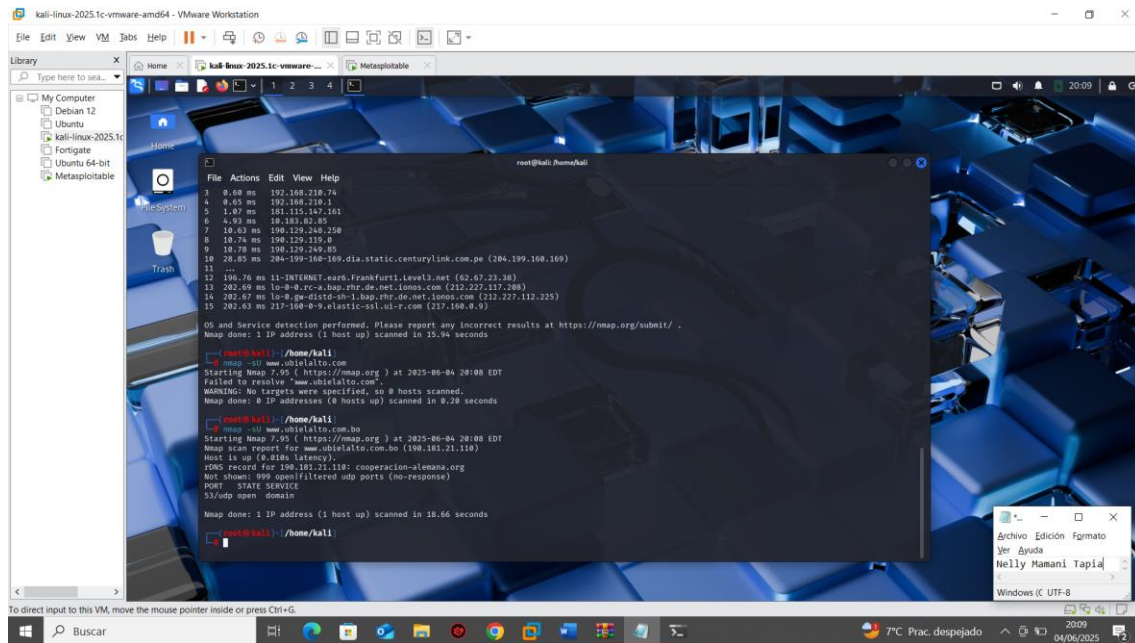 kali-linux-2025.1c-vmware-amd64 - VMware Workstation
File Edit View VM Tabs Help
Library
Type here to sea...
My Computer
Debian 12
Ubuntu
kali-linux-2025.1c
Fortigate
Ubuntu 64-bit
Metasploitable
Home
kali-linux-2025.1c-vmware-...
Metasploitable
1 2 3 4
20:09
Home
File System
Trash
root@kali: /home/kali
File Actions Edit View Help
3 0.60 ms 192.168.210.74
4 0.65 ms 192.168.210.1
5 1.07 ms 181.115.147.161
6 4.93 ms 10.183.82.85
7 10.63 ms 190.129.248.250
8 10.74 ms 190.129.119.0
9 10.78 ms 190.129.249.85
10 28.85 ms 204-199-160-169.dia.static.centurylink.com.pe (204.199.160.169)
11 ...
12 196.76 ms 11-INTERNET.ear6.Frankfurt1.Level3.net (62.67.23.38)
13 202.69 ms lo-0-0.rc-a.bap.rhr.de.net.ionos.com (212.227.117.208)
14 202.67 ms lo-0.gw-distd-sh-1.bap.rhr.de.net.ionos.com (212.227.112.225)
15 202.63 ms 217-160-0-9.elastic-ssl.ui-r.com (217.160.0.9)
OS and Service detection performed. Please report any incorrect results at https://nmap.org/submit/ .
Nmap done: 1 IP address (1 host up) scanned in 15.94 seconds
(root@kali)-[/home/kali]
# nmap -sU www.ubielalto.com
Starting Nmap 7.95 ( https://nmap.org ) at 2025-06-04 20:08 EDT
Failed to resolve "www.ubielalto.com".
WARNING: No targets were specified, so 0 hosts scanned.
Nmap done: 0 IP addresses (0 hosts up) scanned in 0.20 seconds
(root@kali)-[/home/kali]
# nmap -sU www.ubielalto.com.bo
Starting Nmap 7.95 ( https://nmap.org ) at 2025-06-04 20:08 EDT
Nmap scan report for www.ubielalto.com.bo (190.181.21.110)
Host is up (0.010s latency).
rDNS record for 190.181.21.110: cooperacion-alemana.org
Not shown: 999 open|filtered udp ports (no-response)
PORT STATE SERVICE
53/udp open domain
Nmap done: 1 IP address (1 host up) scanned in 18.66 seconds
(root@kali)-[/home/kali]
#
Archivo Edición Formato
Ver Ayuda
Nelly Mamani Tapia
Windows (C UTF-8
To direct input to this VM, move the mouse pointer inside or press Ctrl+G.
Buscar
7°C Prac. despejado
20:09
04/06/2025